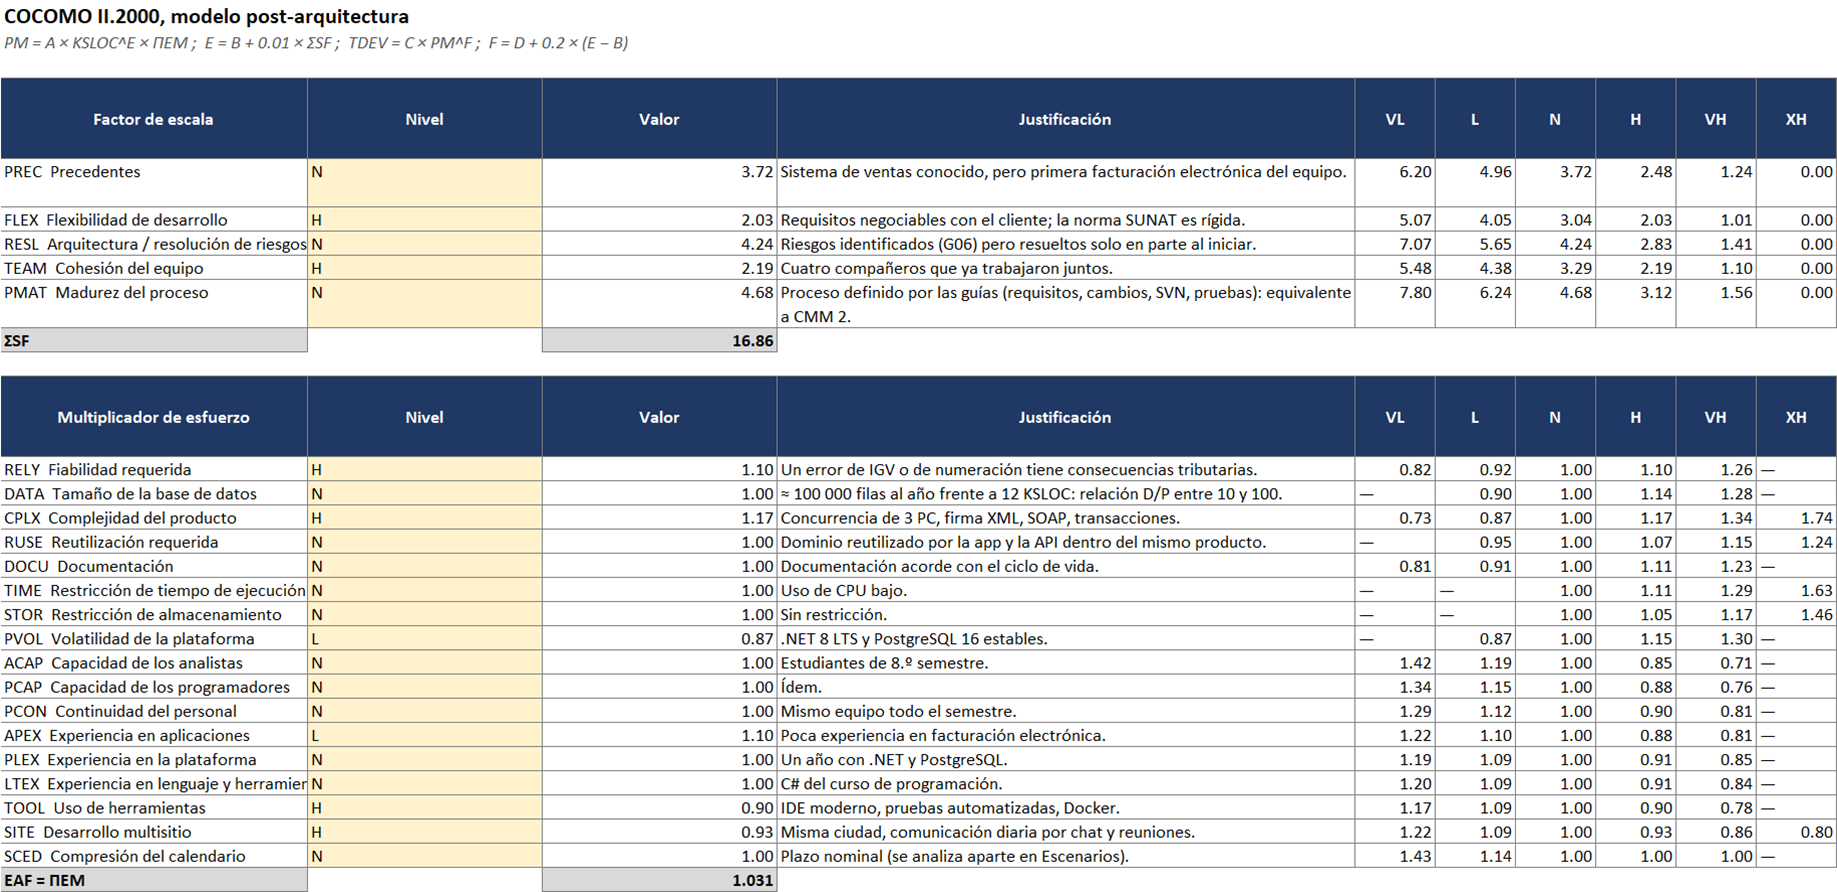 COCOMO II.2000, modelo post-arquitectura
PM = A × KSLOC^E × ΠEM ; E = B + 0.01 × ΣSF ; TDEV = C × PM^F ; F = D + 0.2 × (E − B)
Factor de escala Nivel Valor Justificación VL L N H VH XH
PREC Precedentes N 3.72 Sistema de ventas conocido, pero primera facturación electrónica del equipo. 6.20 4.96 3.72 2.48 1.24 0.00
FLEX Flexibilidad de desarrollo H 2.03 Requisitos negociables con el cliente; la norma SUNAT es rígida. 5.07 4.05 3.04 2.03 1.01 0.00
RESL Arquitectura / resolución de riesgos N 4.24 Riesgos identificados (G06) pero resueltos solo en parte al iniciar. 7.07 5.65 4.24 2.83 1.41 0.00
TEAM Cohesión del equipo H 2.19 Cuatro compañeros que ya trabajaron juntos. 5.48 4.38 3.29 2.19 1.10 0.00
PMAT Madurez del proceso N 4.68 Proceso definido por las guías (requisitos, cambios, SVN, pruebas): equivalente 7.80 6.24 4.68 3.12 1.56 0.00
a CMM 2.
ΣSF 16.86
Multiplicador de esfuerzo Nivel Valor Justificación VL L N H VH XH
RELY Fiabilidad requerida H 1.10 Un error de IGV o de numeración tiene consecuencias tributarias. 0.82 0.92 1.00 1.10 1.26 —
DATA Tamaño de la base de datos N 1.00 ≈ 100 000 filas al año frente a 12 KSLOC: relación D/P entre 10 y 100. — 0.90 1.00 1.14 1.28 —
CPLX Complejidad del producto H 1.17 Concurrencia de 3 PC, firma XML, SOAP, transacciones. 0.73 0.87 1.00 1.17 1.34 1.74
RUSE Reutilización requerida N 1.00 Dominio reutilizado por la app y la API dentro del mismo producto. — 0.95 1.00 1.07 1.15 1.24
DOCU Documentación N 1.00 Documentación acorde con el ciclo de vida. 0.81 0.91 1.00 1.11 1.23 —
TIME Restricción de tiempo de ejecución N 1.00 Uso de CPU bajo. — — 1.00 1.11 1.29 1.63
STOR Restricción de almacenamiento N 1.00 Sin restricción. — — 1.00 1.05 1.17 1.46
PVOL Volatilidad de la plataforma L 0.87 .NET 8 LTS y PostgreSQL 16 estables. — 0.87 1.00 1.15 1.30 —
ACAP Capacidad de los analistas N 1.00 Estudiantes de 8.º semestre. 1.42 1.19 1.00 0.85 0.71 —
PCAP Capacidad de los programadores N 1.00 Ídem. 1.34 1.15 1.00 0.88 0.76 —
PCON Continuidad del personal N 1.00 Mismo equipo todo el semestre. 1.29 1.12 1.00 0.90 0.81 —
APEX Experiencia en aplicaciones L 1.10 Poca experiencia en facturación electrónica. 1.22 1.10 1.00 0.88 0.81 —
PLEX Experiencia en la plataforma N 1.00 Un año con .NET y PostgreSQL. 1.19 1.09 1.00 0.91 0.85 —
LTEX Experiencia en lenguaje y herramier N 1.00 C# del curso de programación. 1.20 1.09 1.00 0.91 0.84 —
TOOL Uso de herramientas H 0.90 IDE moderno, pruebas automatizadas, Docker. 1.17 1.09 1.00 0.90 0.78 —
SITE Desarrollo multisitio H 0.93 Misma ciudad, comunicación diaria por chat y reuniones. 1.22 1.09 1.00 0.93 0.86 0.80
SCED Compresión del calendario N 1.00 Plazo nominal (se analiza aparte en Escenarios). 1.43 1.14 1.00 1.00 1.00 —
EAF = ΠEM 1.031